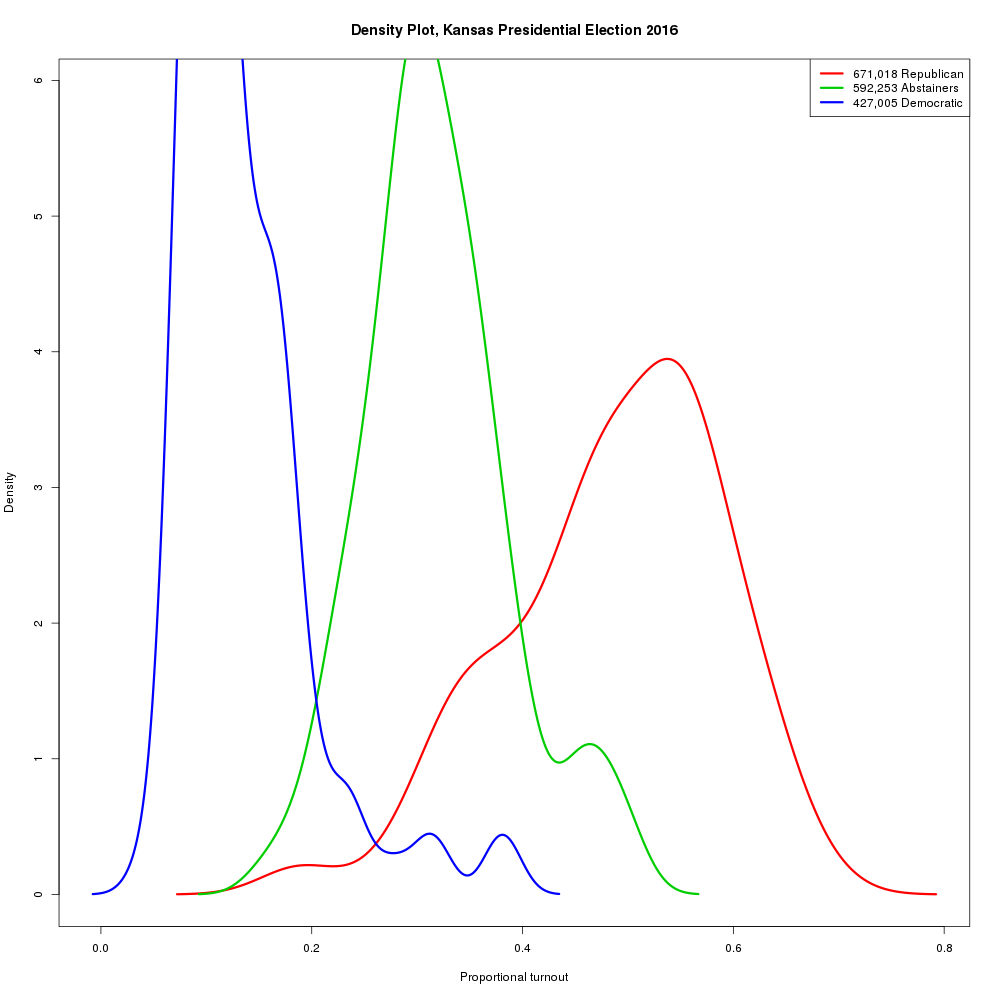 Density Plot, Kansas Presidential Election 2016
671,018 Republican
592,253 Abstainers
427,005 Democratic
6
5
4
3
2
1
0
Density
0.0 0.2 0.4 0.6 0.8
Proportional turnout